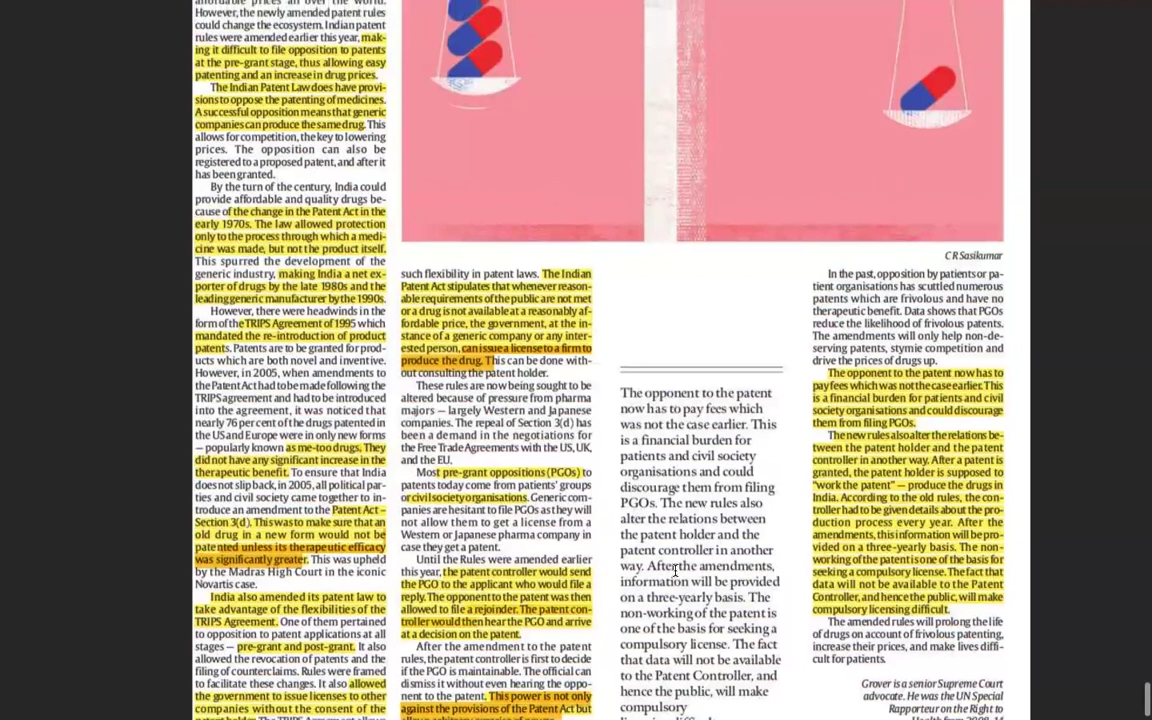 However, the newly amended patent rules
could change the ecosystem. Indian patent
rules were amended earlier this year, mak-
ing it difficult to file opposition to patents
at the pre-grant stage, thus allowing easy
patenting and an increase in drug prices.
The Indian Patent Law does have provi-
sions to oppose the patenting of medicines.
A successful opposition means that generic
companies can produce the same drug. This
allows for competition, the key to lowering
prices. The opposition can also be
registered to a proposed patent, and after it
has been granted.
By the turn of the century, India could
provide affordable and quality drugs be-
cause of the change in the Patent Act in the
early 1970s. The law allowed protection
only to the process through which a medi-
cine was made, but not the product itself.
This spurred the development of the
generic industry, making India a net ex-
porter of drugs by the late 1980s and the
leading generic manufacturer by the 1990s.
However, there were headwinds in the
form of the TRIPS Agreement of 1995 which
mandated the re-introduction of product
patents. Patents are to be granted for prod-
ucts which are both novel and inventive.
However, in 2005, when amendments to
the Patent Act had to be made following the
TRIPS agreement and had to be introduced
into the agreement, it was noticed that
nearly 76 per cent of the drugs patented in
the US and Europe were in only new forms
— popularly known as me-too drugs. They
did not have any significant increase in the
therapeutic benefit. To ensure that India
does not slip back, in 2005, all political par-
ties and civil society came together to in-
troduce an amendment to the Patent Act –
Section 3(d). This was to make sure that an
old drug in a new form would not be
patented unless its therapeutic efficacy
was significantly greater. This was upheld
by the Madras High Court in the iconic
Novartis case.
India also amended its patent law to
take advantage of the flexibilities of the
TRIPS Agreement. One of them pertained
to opposition to patent applications at all
stages — pre-grant and post-grant. It also
allowed the revocation of patents and the
filing of counterclaims. Rules were framed
to facilitate these changes. It also allowed
the government to issue licenses to other
companies without the consent of the
C R Sasikumar
such flexibility in patent laws. The Indian
Patent Act stipulates that whenever reason-
able requirements of the public are not met
or a drug is not available at a reasonably af-
fordable price, the government, at the in-
stance of a generic company or any inter-
ested person, can issue a license to a firm to
produce the drug. This can be done with-
out consulting the patent holder.
These rules are now being sought to be
altered because of pressure from pharma
majors — largely Western and Japanese
companies. The repeal of Section 3(d) has
been a demand in the negotiations for
the Free Trade Agreements with the US, UK,
and the EU.
Most pre-grant oppositions (PGOs) to
patents today come from patients' groups
or civil society organisations. Generic com-
panies are hesitant to file PGOs as they will
not allow them to get a license from a
Western or Japanese pharma company in
case they get a patent.
Until the Rules were amended earlier
this year, the patent controller would send
the PGO to the applicant who would file a
reply. The opponent to the patent was then
allowed to file a rejoinder. The patent con-
troller would then hear the PGO and arrive
at a decision on the patent.
After the amendment to the patent
rules, the patent controller is first to decide
if the PGO is maintainable. The official can
dismiss it without even hearing the oppo-
nent to the patent. This power is not only
against the provisions of the Patent Act but
The opponent to the patent
now has to pay fees which
was not the case earlier. This
is a financial burden for
patients and civil society
organisations and could
discourage them from filing
PGOs. The new rules also
alter the relations between
the patent holder and the
patent controller in another
way. After the amendments,
information will be provided
on a three-yearly basis. The
non-working of the patent is
one of the basis for seeking a
compulsory license. The fact
that data will not be available
to the Patent Controller, and
hence the public, will make
compulsory
In the past, opposition by patients or pa-
tient organisations has scuttled numerous
patents which are frivolous and have no
therapeutic benefit. Data shows that PGOs
reduce the likelihood of frivolous patents.
The amendments will only help non-de-
serving patents, stymie competition and
drive the prices of drugs up.
The opponent to the patent now has to
pay fees which was not the case earlier. This
is a financial burden for patients and civil
society organisations and could discourage
them from filing PGOs.
The new rules also alter the relations be-
tween the patent holder and the patent
controller in another way. After a patent is
granted, the patent holder is supposed to
"work the patent" — produce the drugs in
India. According to the old rules, the con-
troller had to be given details about the pro-
duction process every year. After the
amendments, this information will be pro-
vided on a three-yearly basis. The non-
working of the patent is one of the basis for
seeking a compulsory license. The fact that
data will not be available to the Patent
Controller, and hence the public, will make
compulsory licensing difficult.
The amended rules will prolong the life
of drugs on account of frivolous patenting,
increase their prices, and make lives diffi-
cult for patients.
Grover is a senior Supreme Court
advocate. He was the UN Special
Rapporteur on the Right to